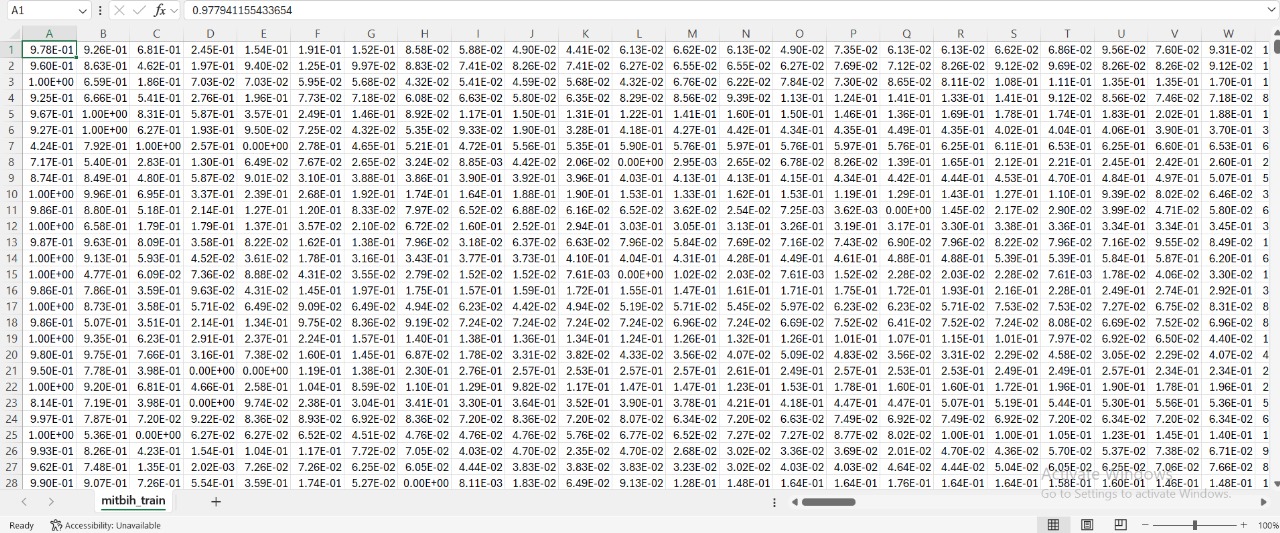 A1 fx 0.977941155433654
A B C D E F G H I J K L M N O P Q R S T U V W
1 9.78E-01 9.26E-01 6.81E-01 2.45E-01 1.54E-01 1.91E-01 1.52E-01 8.58E-02 5.88E-02 4.90E-02 4.41E-02 6.13E-02 6.62E-02 6.13E-02 4.90E-02 7.35E-02 6.13E-02 6.13E-02 6.62E-02 6.86E-02 9.56E-02 7.60E-02 9.31E-02 1
2 9.60E-01 8.63E-01 4.62E-01 1.97E-01 9.40E-02 1.25E-01 9.97E-02 8.83E-02 7.41E-02 8.26E-02 7.41E-02 6.27E-02 6.55E-02 6.55E-02 6.27E-02 7.69E-02 7.12E-02 8.26E-02 9.12E-02 9.69E-02 8.26E-02 8.26E-02 9.12E-02 1
3 1.00E+00 6.59E-01 1.86E-01 7.03E-02 7.03E-02 5.95E-02 5.68E-02 4.32E-02 5.41E-02 4.59E-02 5.68E-02 4.32E-02 6.76E-02 6.22E-02 7.84E-02 7.30E-02 8.65E-02 8.11E-02 1.08E-01 1.11E-01 1.35E-01 1.35E-01 1.70E-01 1
4 9.25E-01 6.66E-01 5.41E-01 2.76E-01 1.96E-01 7.73E-02 7.18E-02 6.08E-02 6.63E-02 5.80E-02 6.35E-02 8.29E-02 8.56E-02 9.39E-02 1.13E-01 1.24E-01 1.41E-01 1.33E-01 1.41E-01 9.12E-02 8.56E-02 7.46E-02 7.18E-02 8
5 9.67E-01 1.00E+00 8.31E-01 5.87E-01 3.57E-01 2.49E-01 1.46E-01 8.92E-02 1.17E-01 1.50E-01 1.31E-01 1.22E-01 1.41E-01 1.60E-01 1.50E-01 1.46E-01 1.36E-01 1.69E-01 1.78E-01 1.74E-01 1.83E-01 2.02E-01 1.88E-01 1
6 9.27E-01 1.00E+00 6.27E-01 1.93E-01 9.50E-02 7.25E-02 4.32E-02 5.35E-02 9.33E-02 1.90E-01 3.28E-01 4.18E-01 4.27E-01 4.42E-01 4.34E-01 4.35E-01 4.49E-01 4.35E-01 4.02E-01 4.04E-01 4.06E-01 3.90E-01 3.70E-01 3
7 4.24E-01 7.92E-01 1.00E+00 2.57E-01 0.00E+00 2.78E-01 4.65E-01 5.21E-01 4.72E-01 5.56E-01 5.35E-01 5.90E-01 5.76E-01 5.97E-01 5.76E-01 5.97E-01 5.76E-01 6.25E-01 6.11E-01 6.53E-01 6.25E-01 6.60E-01 6.53E-01 6
8 7.17E-01 5.40E-01 2.83E-01 1.30E-01 6.49E-02 7.67E-02 2.65E-02 3.24E-02 8.85E-03 4.42E-02 2.06E-02 0.00E+00 2.95E-03 2.65E-02 6.78E-02 8.26E-02 1.39E-01 1.65E-01 2.12E-01 2.21E-01 2.45E-01 2.42E-01 2.60E-01 2
9 8.74E-01 8.49E-01 4.80E-01 5.87E-02 9.01E-02 3.10E-01 3.88E-01 3.86E-01 3.90E-01 3.92E-01 3.96E-01 4.03E-01 4.13E-01 4.13E-01 4.15E-01 4.34E-01 4.42E-01 4.44E-01 4.53E-01 4.70E-01 4.84E-01 4.97E-01 5.07E-01 5
10 1.00E+00 9.96E-01 6.95E-01 3.37E-01 2.39E-01 2.68E-01 1.92E-01 1.74E-01 1.64E-01 1.88E-01 1.90E-01 1.53E-01 1.33E-01 1.62E-01 1.53E-01 1.19E-01 1.29E-01 1.43E-01 1.27E-01 1.10E-01 9.39E-02 8.02E-02 6.46E-02 3
11 9.86E-01 8.80E-01 5.18E-01 2.14E-01 1.27E-01 1.20E-01 8.33E-02 7.97E-02 6.52E-02 6.88E-02 6.16E-02 6.52E-02 3.62E-02 2.54E-02 7.25E-03 3.62E-03 0.00E+00 1.45E-02 2.17E-02 2.90E-02 3.99E-02 4.71E-02 5.80E-02 6
12 1.00E+00 6.58E-01 1.79E-01 1.79E-01 1.37E-01 3.57E-02 2.10E-02 6.72E-02 1.60E-01 2.52E-01 2.94E-01 3.03E-01 3.05E-01 3.13E-01 3.26E-01 3.19E-01 3.17E-01 3.30E-01 3.38E-01 3.36E-01 3.34E-01 3.34E-01 3.45E-01 3
13 9.87E-01 9.63E-01 8.09E-01 3.58E-01 8.22E-02 1.62E-01 1.38E-01 7.96E-02 3.18E-02 6.37E-02 6.63E-02 7.96E-02 5.84E-02 7.69E-02 7.16E-02 7.43E-02 6.90E-02 7.96E-02 8.22E-02 7.96E-02 7.16E-02 9.55E-02 8.49E-02 1
14 1.00E+00 9.13E-01 5.93E-01 4.52E-01 3.61E-02 1.78E-01 3.16E-01 3.43E-01 3.77E-01 3.73E-01 4.10E-01 4.04E-01 4.31E-01 4.28E-01 4.49E-01 4.61E-01 4.88E-01 4.88E-01 5.39E-01 5.39E-01 5.84E-01 5.87E-01 6.20E-01 6
15 1.00E+00 4.77E-01 6.09E-02 7.36E-02 8.88E-02 4.31E-02 3.55E-02 2.79E-02 1.52E-02 1.52E-02 7.61E-03 0.00E+00 1.02E-02 2.03E-02 7.61E-03 1.52E-02 2.28E-02 2.03E-02 2.28E-02 7.61E-03 1.78E-02 4.06E-02 3.30E-02 1
16 9.86E-01 7.86E-01 3.59E-01 9.63E-02 4.31E-02 1.45E-01 1.97E-01 1.75E-01 1.57E-01 1.59E-01 1.72E-01 1.55E-01 1.47E-01 1.61E-01 1.71E-01 1.75E-01 1.72E-01 1.93E-01 2.16E-01 2.28E-01 2.49E-01 2.74E-01 2.92E-01 3
17 1.00E+00 8.73E-01 3.58E-01 5.71E-02 6.49E-02 9.09E-02 6.49E-02 4.94E-02 6.23E-02 4.42E-02 4.94E-02 5.19E-02 5.71E-02 5.45E-02 5.97E-02 6.23E-02 6.23E-02 5.71E-02 7.53E-02 7.53E-02 7.27E-02 6.75E-02 8.31E-02 8
18 9.86E-01 5.07E-01 3.51E-01 2.14E-01 1.34E-01 9.75E-02 8.36E-02 9.19E-02 7.24E-02 7.24E-02 7.24E-02 7.24E-02 6.96E-02 7.24E-02 6.69E-02 7.52E-02 6.41E-02 7.52E-02 7.24E-02 8.08E-02 6.69E-02 7.52E-02 6.96E-02 8
19 1.00E+00 9.35E-01 6.23E-01 2.91E-01 2.37E-01 2.24E-01 1.57E-01 1.40E-01 1.38E-01 1.36E-01 1.34E-01 1.24E-01 1.26E-01 1.32E-01 1.26E-01 1.01E-01 1.07E-01 1.15E-01 1.01E-01 7.97E-02 6.92E-02 6.50E-02 4.40E-02 1
20 9.80E-01 9.75E-01 7.66E-01 3.16E-01 7.38E-02 1.60E-01 1.45E-01 6.87E-02 1.78E-02 3.31E-02 3.82E-02 4.33E-02 3.56E-02 4.07E-02 5.09E-02 4.83E-02 3.56E-02 3.31E-02 2.29E-02 4.58E-02 3.05E-02 2.29E-02 4.07E-02 4
21 9.50E-01 7.78E-01 3.98E-01 0.00E+00 0.00E+00 1.19E-01 1.38E-01 2.30E-01 2.76E-01 2.57E-01 2.53E-01 2.57E-01 2.57E-01 2.61E-01 2.49E-01 2.57E-01 2.53E-01 2.53E-01 2.49E-01 2.49E-01 2.57E-01 2.34E-01 2.34E-01 2
22 1.00E+00 9.20E-01 6.81E-01 4.66E-01 2.58E-01 1.04E-01 8.59E-02 1.10E-01 1.29E-01 9.82E-02 1.17E-01 1.47E-01 1.47E-01 1.23E-01 1.53E-01 1.78E-01 1.60E-01 1.60E-01 1.72E-01 1.96E-01 1.90E-01 1.78E-01 1.96E-01 2
23 8.14E-01 7.19E-01 3.98E-01 0.00E+00 9.74E-02 2.38E-01 3.04E-01 3.41E-01 3.30E-01 3.64E-01 3.52E-01 3.90E-01 3.78E-01 4.21E-01 4.18E-01 4.47E-01 4.47E-01 5.07E-01 5.19E-01 5.44E-01 5.30E-01 5.56E-01 5.36E-01 5
24 9.97E-01 7.87E-01 7.20E-02 9.22E-02 8.36E-02 8.93E-02 6.92E-02 8.36E-02 7.20E-02 6.92E-02 7.20E-02 8.07E-02 6.34E-02 7.20E-02 6.63E-02 7.49E-02 6.92E-02 7.49E-02 6.92E-02 7.20E-02 6.34E-02 7.20E-02 6.34E-02 6
25 1.00E+00 5.36E-01 0.00E+00 6.27E-02 6.27E-02 6.52E-02 4.51E-02 4.76E-02 4.76E-02 4.76E-02 5.76E-02 6.77E-02 6.52E-02 7.27E-02 7.27E-02 8.77E-02 8.02E-02 1.00E-01 1.00E-01 1.05E-01 1.23E-01 1.45E-01 1.40E-01 1
26 9.93E-01 8.26E-01 4.23E-01 1.54E-01 1.04E-01 1.17E-01 7.72E-02 7.05E-02 4.03E-02 4.70E-02 2.35E-02 4.70E-02 2.68E-02 3.02E-02 3.36E-02 3.69E-02 2.01E-02 4.70E-02 4.36E-02 5.70E-02 5.37E-02 7.38E-02 6.71E-02 9
27 9.62E-01 7.48E-01 1.35E-01 2.02E-03 7.26E-02 7.26E-02 6.25E-02 6.05E-02 4.44E-02 3.83E-02 3.83E-02 3.83E-02 3.23E-02 3.02E-02 4.03E-02 4.03E-02 4.64E-02 4.44E-02 5.04E-02 6.05E-02 6.25E-02 7.06E-02 7.66E-02 8
28 9.90E-01 9.07E-01 7.26E-01 5.54E-01 3.59E-01 1.74E-01 5.27E-02 0.00E+00 8.11E-03 1.83E-02 6.49E-02 9.13E-02 1.28E-01 1.48E-01 1.64E-01 1.64E-01 1.76E-01 1.64E-01 1.64E-01 1.38E-01 1.60E-01 1.46E-01 1.48E-01 1
Activate Windows
Go to Settings to activate Windows.
mitbih_train
Ready Accessibility: Unavailable 100%